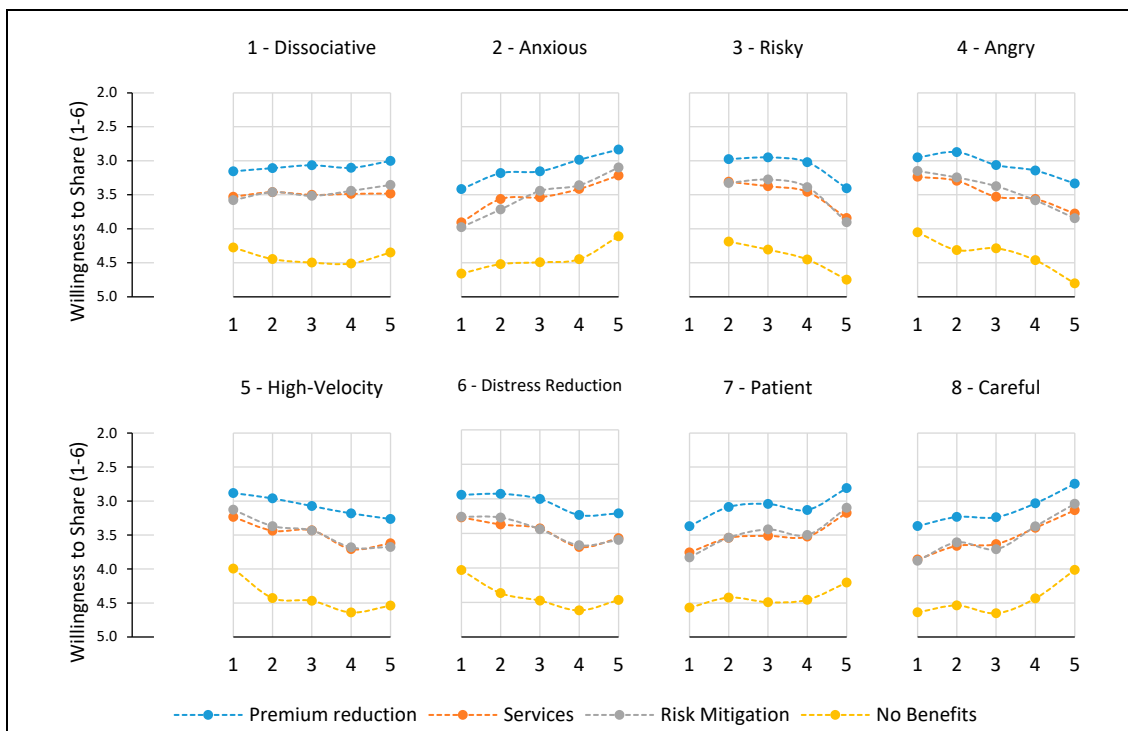 1 - Dissociative 2 - Anxious 3 - Risky 4 - Angry
Willingness to Share (1-6)
2.0
2.5
3.0
3.5
4.0
4.5
5.0
1 2 3 4 5 1 2 3 4 5 1 2 3 4 5 1 2 3 4 5
5 - High-Velocity 6 - Distress Reduction 7 - Patient 8 - Careful
Willingness to Share (1-6)
2.0
2.5
3.0
3.5
4.0
4.5
5.0
1 2 3 4 5 1 2 3 4 5 1 2 3 4 5 1 2 3 4 5
Premium reduction Services Risk Mitigation No Benefits